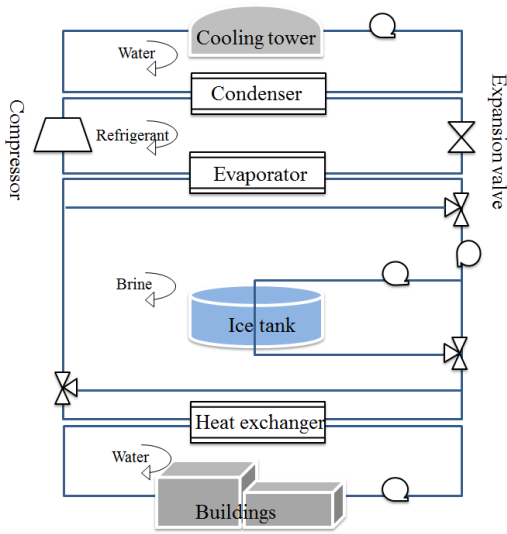 Cooling tower
Water
Condenser
Compressor
Refrigerant
Expansion valve
Evaporator
Brine
Ice tank
Heat exchanger
Water
Buildings